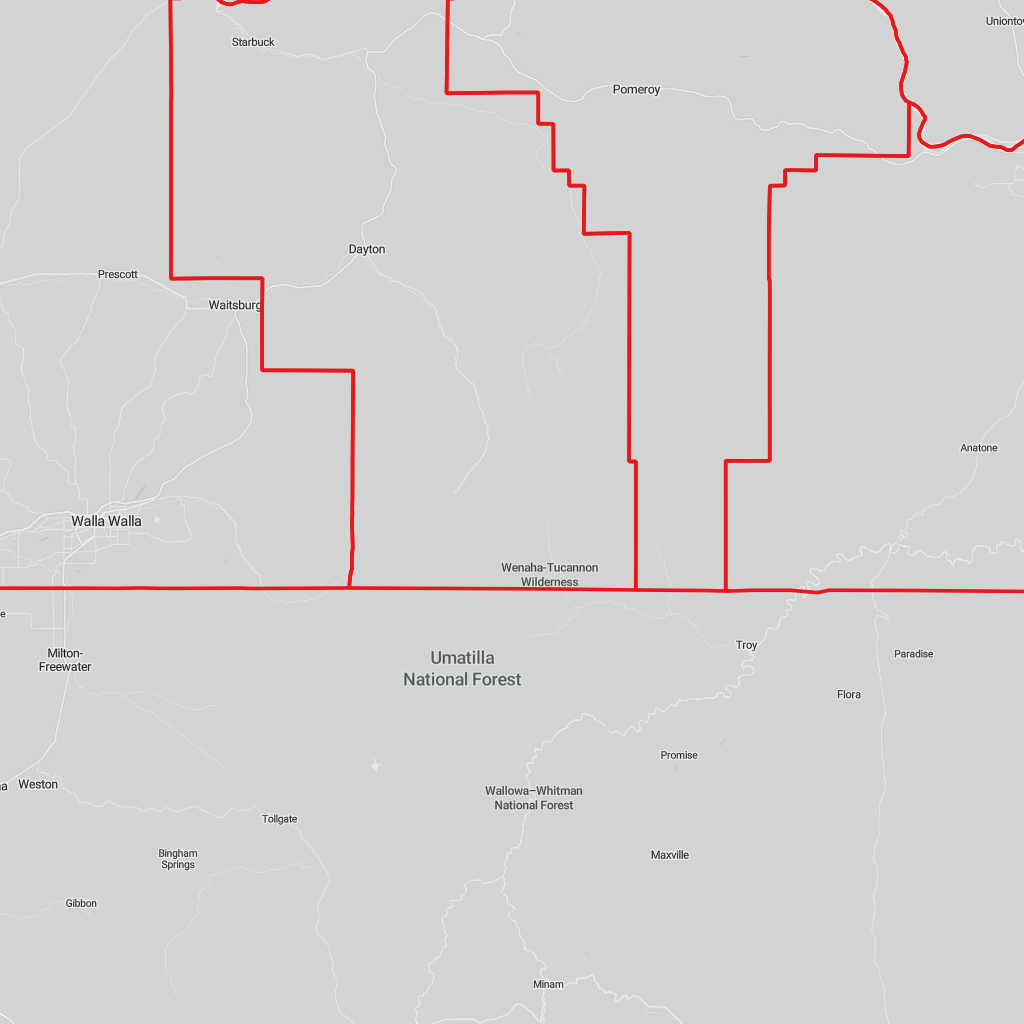 Uniontow
Starbuck
Pomeroy
Dayton
Prescott
Waitsburg
Anatone
Walla Walla
Wenaha-Tucannon
Wilderness
e
Milton-
Freewater
Troy
Paradise
Umatilla
National Forest
Flora
Promise
a
Weston
Wallowa–Whitman
National Forest
Tollgate
Bingham
Springs
Maxville
Gibbon
Minam